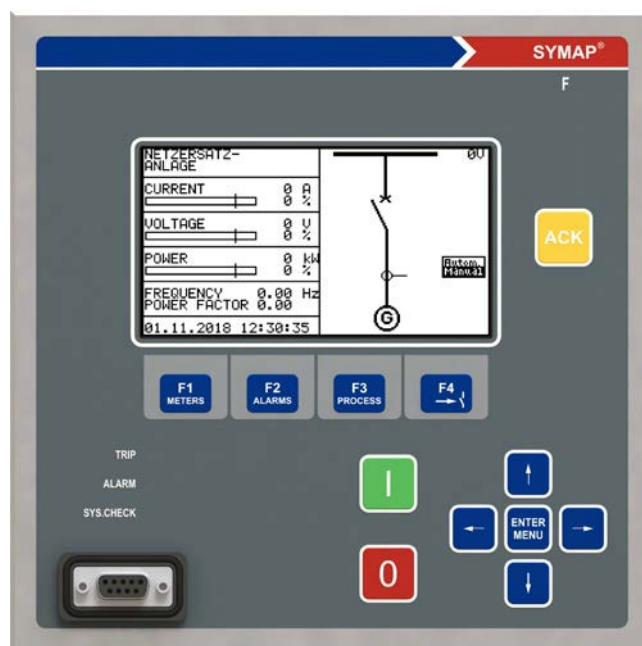 SYMAP®
F
NETZERSATZ-
ANLAGE
0V
CURRENT 0 A
0 %
VOLTAGE 0 V
0 %
POWER 0 kW
0 %
Autom.
Manual
FREQUENCY 0.00 Hz
POWER FACTOR 0.00
01.11.2018 12:30:35
G
ACK
F1
METERS
F2
ALARMS
F3
PROCESS
F4
TRIP
ALARM
SYS.CHECK
I
0
ENTER
MENU